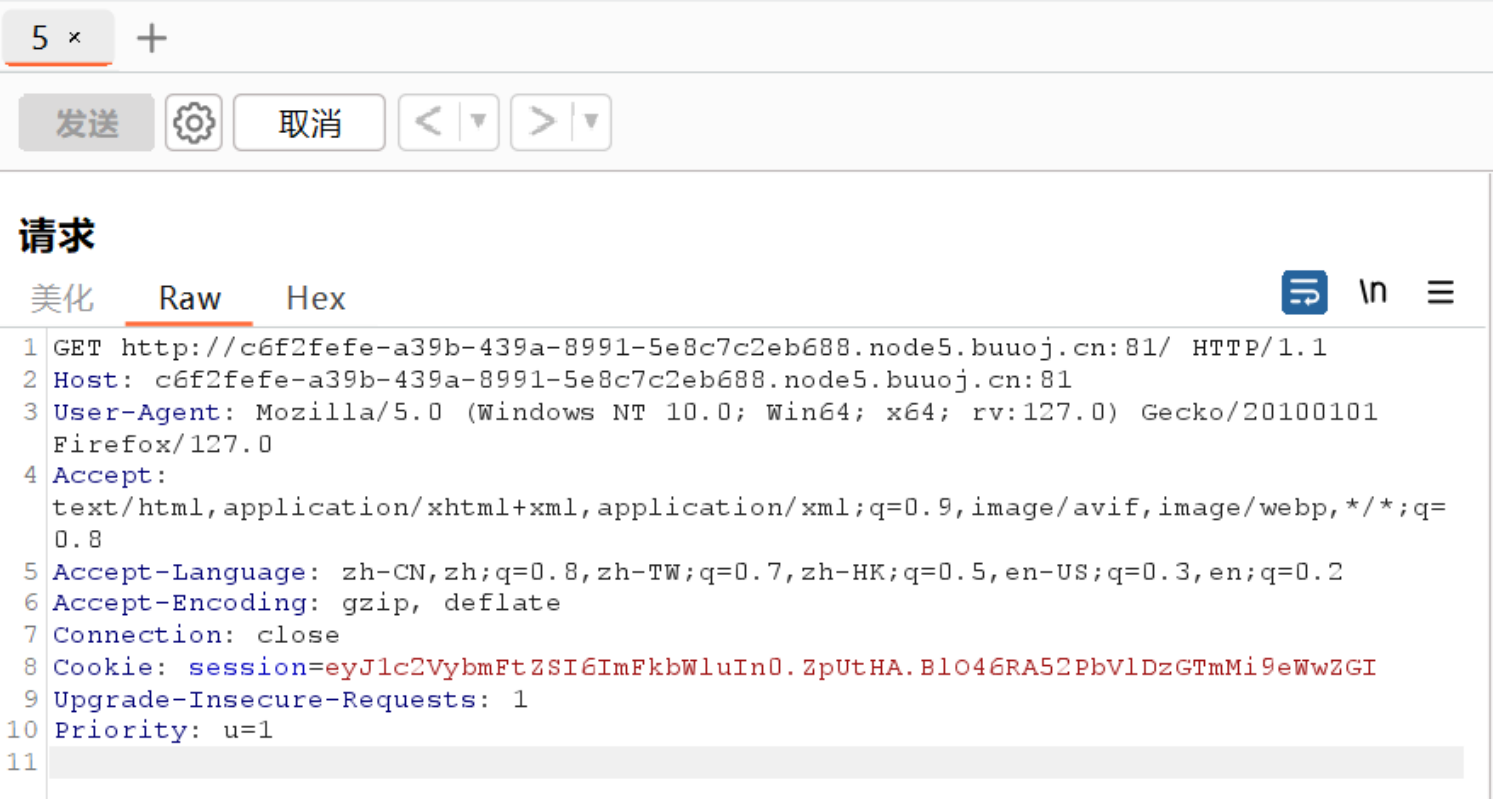 5 × +
发送 取消 < ▼ > ▼
请求
美化 Raw Hex \n
1 GET http://c6f2fefe-a39b-439a-8991-5e8c7c2eb688.node5.buuoj.cn:81/ HTTP/1.1
2 Host: c6f2fefe-a39b-439a-8991-5e8c7c2eb688.node5.buuoj.cn:81
3 User-Agent: Mozilla/5.0 (Windows NT 10.0; Win64; x64; rv:127.0) Gecko/20100101
Firefox/127.0
4 Accept:
text/html,application/xhtml+xml,application/xml;q=0.9,image/avif,image/webp,*/*;q=
0.8
5 Accept-Language: zh-CN,zh;q=0.8,zh-TW;q=0.7,zh-HK;q=0.5,en-US;q=0.3,en;q=0.2
6 Accept-Encoding: gzip, deflate
7 Connection: close
8 Cookie: session=eyJ1c2VybmFtZSI6ImFkbWluIn0.ZpUtHA.BlO46RA52PbVlDzGTmMi9eWwZGI
9 Upgrade-Insecure-Requests: 1
10 Priority: u=1
11